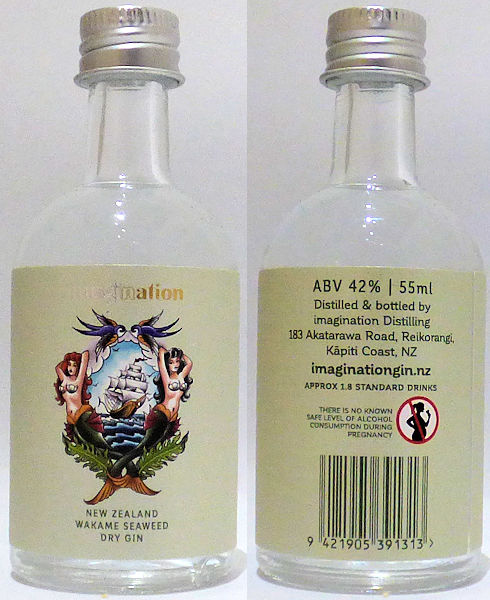 imagination
NEW ZEALAND
WAKAME SEAWEED
DRY GIN
ABV 42% | 55ml
Distilled & bottled by
imagination Distilling
183 Akatarawa Road, Reikorangi,
Kāpiti Coast, NZ
imaginationgin.nz
APPROX 1.8 STANDARD DRINKS
THERE IS NO KNOWN
SAFE LEVEL OF ALCOHOL
CONSUMPTION DURING
PREGNANCY
9 421905 391313 >